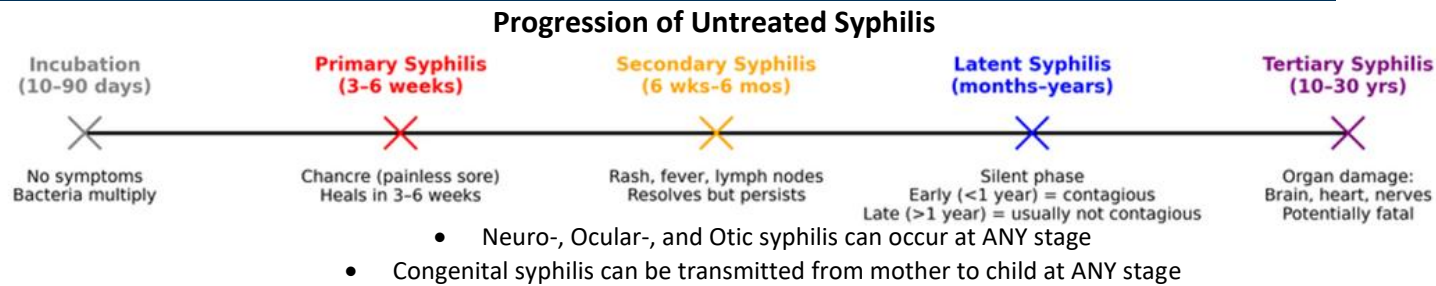 Progression of Untreated Syphilis
Incubation
(10–90 days)
Primary Syphilis
(3–6 weeks)
Secondary Syphilis
(6 wks–6 mos)
Latent Syphilis
(months–years)
Tertiary Syphilis
(10–30 yrs)
No symptoms
Bacteria multiply
Chancre (painless sore)
Heals in 3–6 weeks
Rash, fever, lymph nodes
Resolves but persists
Silent phase
Early (<1 year) = contagious
Late (>1 year) = usually not contagious
Organ damage:
Brain, heart, nerves
Potentially fatal
• Neuro-, Ocular-, and Otic syphilis can occur at ANY stage
• Congenital syphilis can be transmitted from mother to child at ANY stage